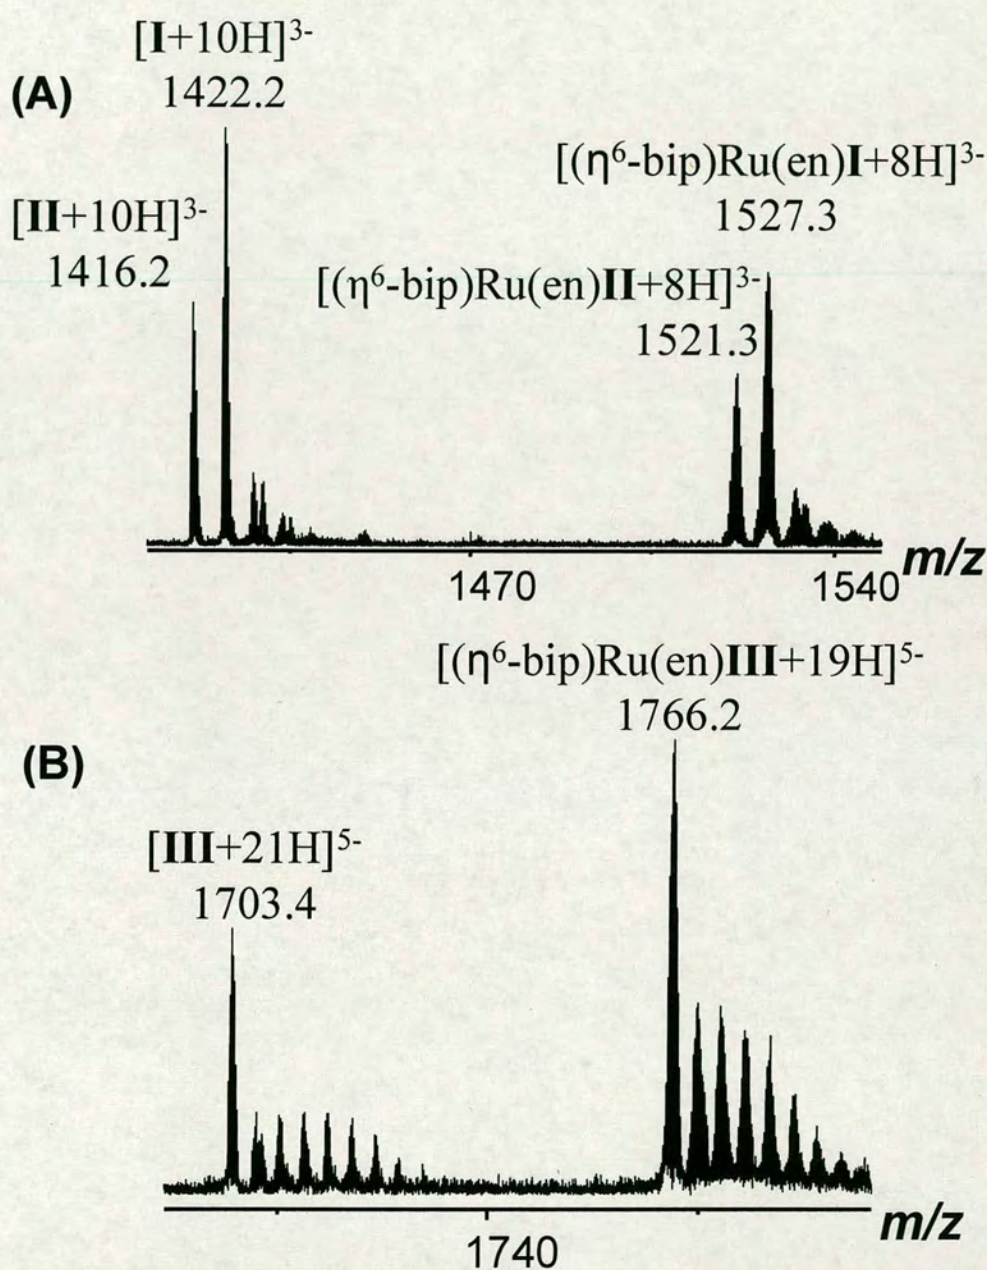 (A)
[I+10H]³⁻
1422.2
[II+10H]³⁻
1416.2
[(η⁶-bip)Ru(en)I+8H]³⁻
1527.3
[(η⁶-bip)Ru(en)II+8H]³⁻
1521.3
1470
1540
m/z
(B)
[(η⁶-bip)Ru(en)III+19H]⁵⁻
1766.2
[III+21H]⁵⁻
1703.4
1740
m/z